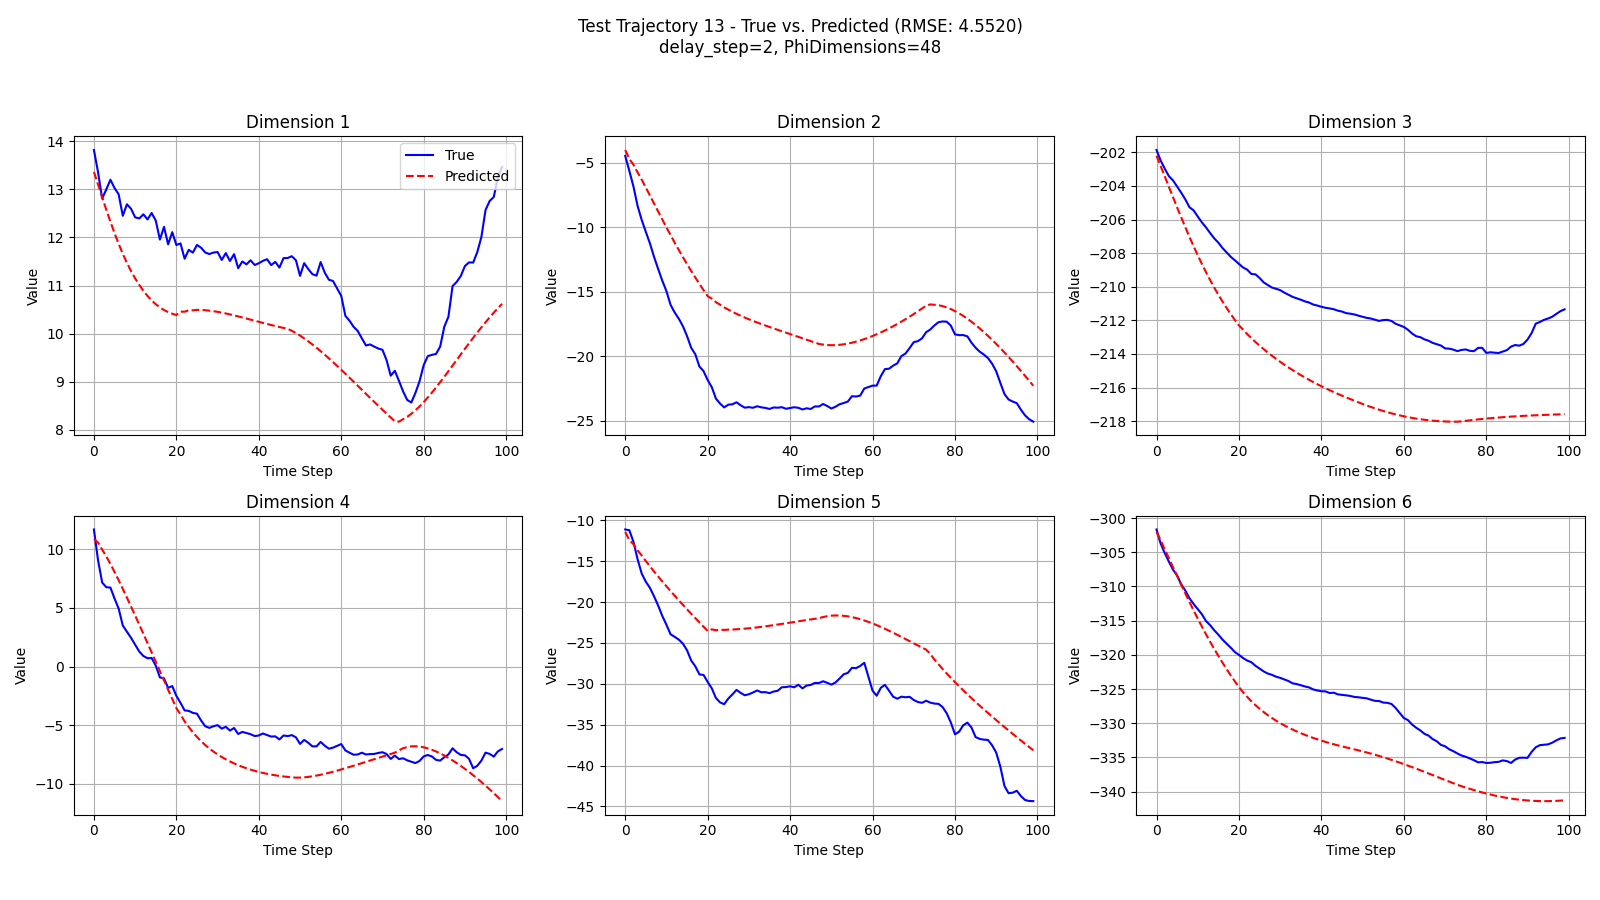 Test Trajectory 13 - True vs. Predicted (RMSE: 4.5520)
delay_step=2, PhiDimensions=48
Dimension 1
True
Predicted
14
13
12
11
10
9
8
Value
0 20 40 60 80 100
Time Step
Dimension 2
−5
−10
−15
−20
−25
Value
0 20 40 60 80 100
Time Step
Dimension 3
−202
−204
−206
−208
−210
−212
−214
−216
−218
Value
0 20 40 60 80 100
Time Step
Dimension 4
10
5
0
−5
−10
Value
0 20 40 60 80 100
Time Step
Dimension 5
−10
−15
−20
−25
−30
−35
−40
−45
Value
0 20 40 60 80 100
Time Step
Dimension 6
−300
−305
−310
−315
−320
−325
−330
−335
−340
Value
0 20 40 60 80 100
Time Step